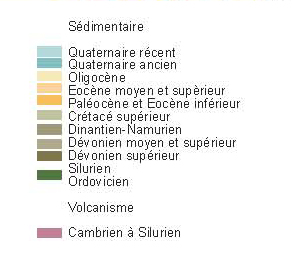 Sédimentaire
Quaternaire récent
Quaternaire ancien
Oligocène
Eocène moyen et supèrieur
Paléocène et Eocène inférieur
Crétacé supérieur
Dinantien-Namurien
Dévonien moyen et supérieur
Dévonien supérieur
Silurien
Ordovicien
Volcanisme
Cambrien à Silurien